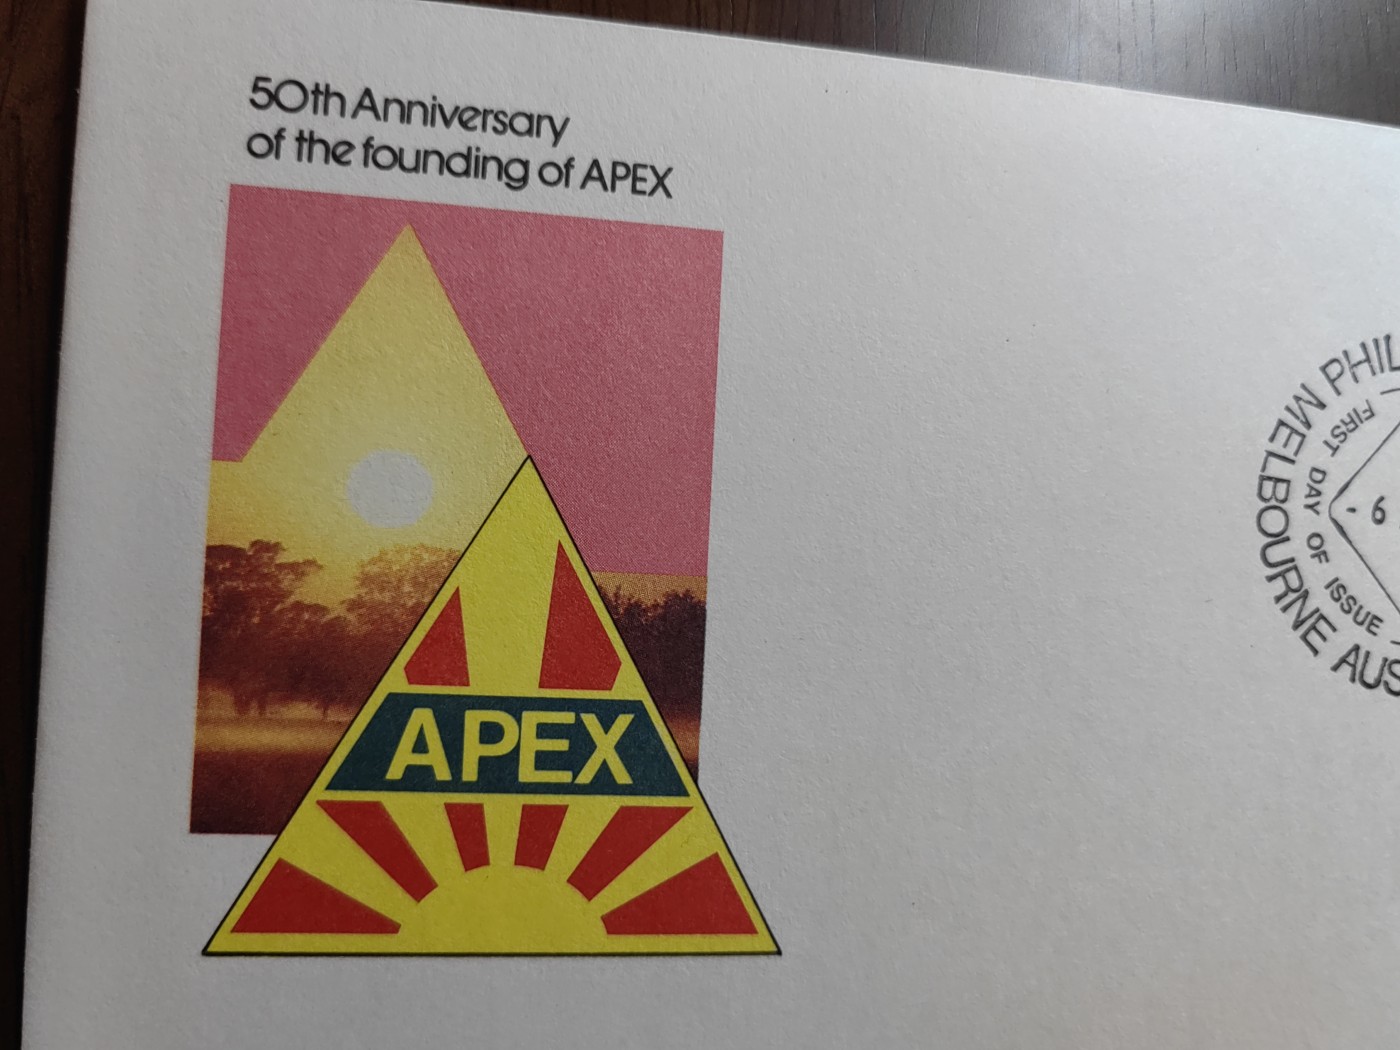 50th Anniversary
of the founding of APEX
APEX
MELBOURNE PHIL
AUS
FIRST DAY OF ISSUE
6